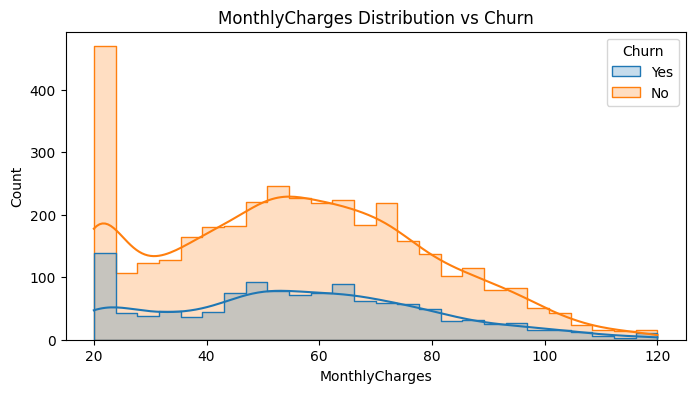 MonthlyCharges Distribution vs Churn
Churn
Yes
No
Count
400
300
200
100
0
20 40 60 80 100 120
MonthlyCharges